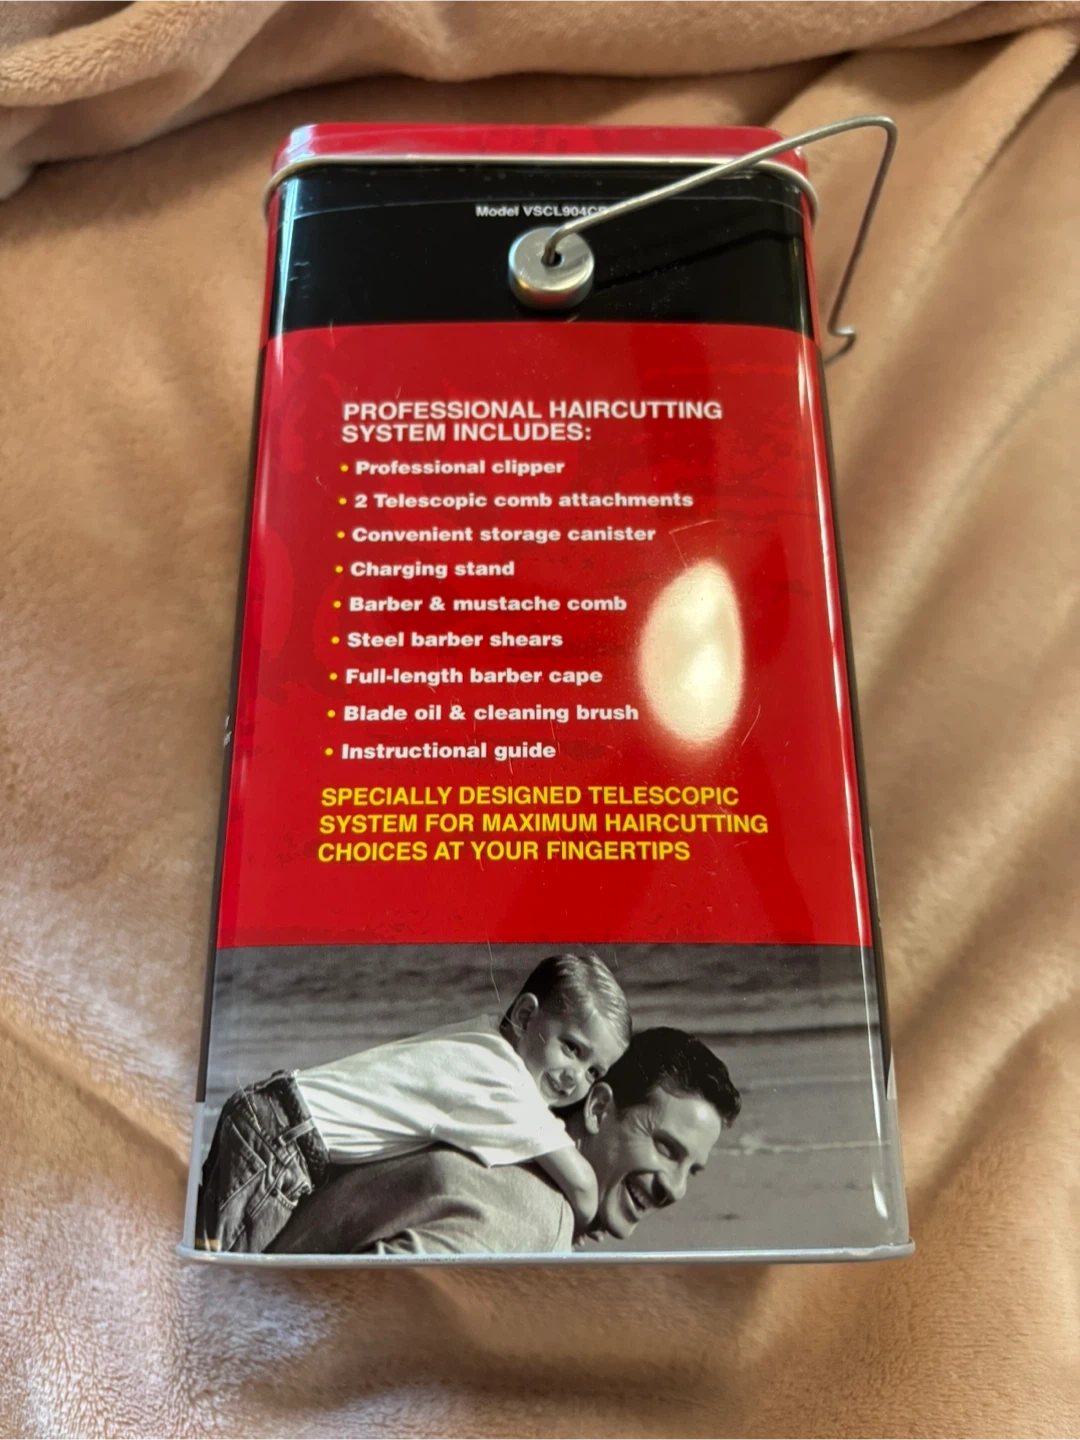 Model
PROFESSIONAL HAIRCUTTING
SYSTEM INCLUDES:
• Professional clipper
• 2 Telescopic comb attachments
• Convenient storage canister
• Charging stand
• Barber & mustache comb
• Steel barber shears
• Full-length barber cape
• Blade oil & cleaning brush
• Instructional guide
SPECIALLY DESIGNED TELESCOPIC
SYSTEM FOR MAXIMUM HAIRCUTTING
CHOICES AT YOUR FINGERTIPS